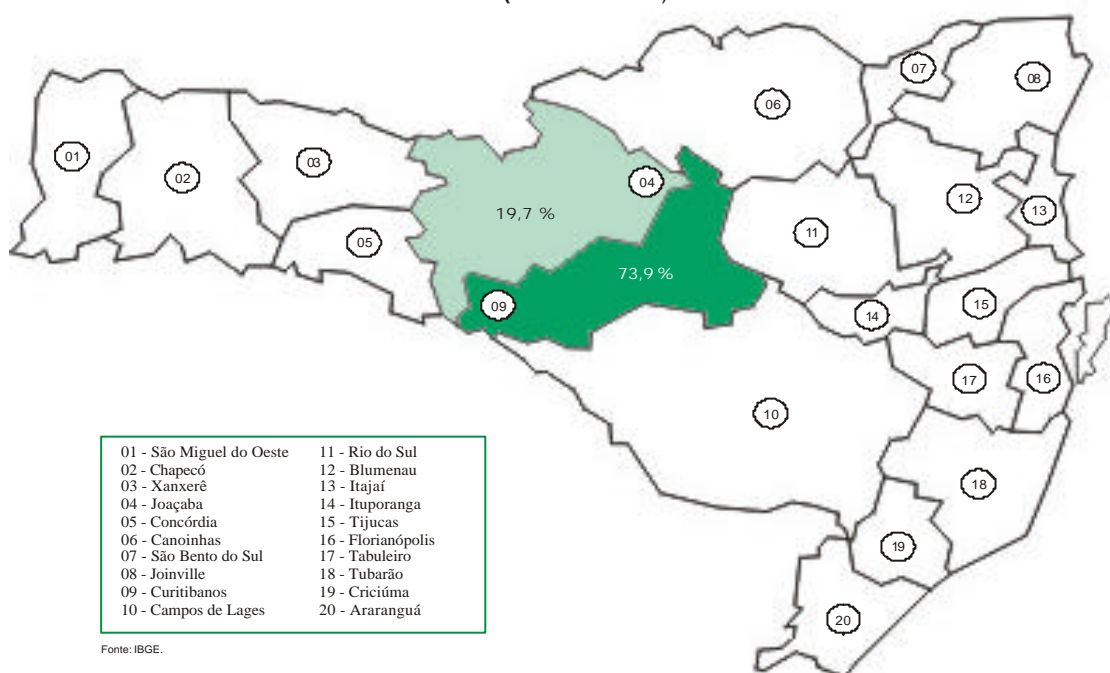 01
02
03
04
05
06
07
08
09
10
11
12
13
14
15
16
17
18
19
20
19,7 %
73,9 %
01 - São Miguel do Oeste
02 - Chapecó
03 - Xanxerê
04 - Joaçaba
05 - Concórdia
06 - Canoinhas
07 - São Bento do Sul
08 - Joinville
09 - Curitibanos
10 - Campos de Lages
11 - Rio do Sul
12 - Blumenau
13 - Itajaí
14 - Ituporanga
15 - Tijucas
16 - Florianópolis
17 - Tabuleiro
18 - Tubarão
19 - Criciúma
20 - Araranguá
Fonte: IBGE.